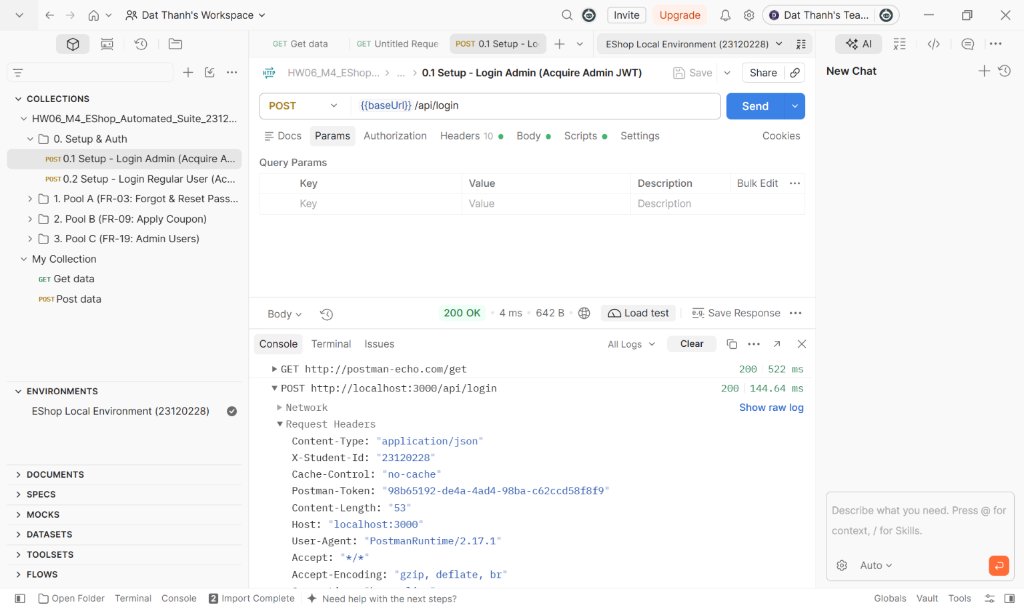 Dat Thanh's Workspace
Invite
Upgrade
D
Dat Thanh's Tea...
GET Get data
GET Untitled Reque
POST 0.1 Setup - Lo
EShop Local Environment (23120228)
AI
HTTP
HW06_M4_EShop... > ... > 0.1 Setup - Login Admin (Acquire Admin JWT)
Save
Share
New Chat
COLLECTIONS
HW06_M4_EShop_Automated_Suite_2312...
0. Setup & Auth
POST 0.1 Setup - Login Admin (Acquire A...
POST 0.2 Setup - Login Regular User (Ac...
1. Pool A (FR-03: Forgot & Reset Pass...
2. Pool B (FR-09: Apply Coupon)
3. Pool C (FR-19: Admin Users)
My Collection
GET Get data
POST Post data
POST
{{baseUrl}} /api/login
Send
Docs
Params
Authorization
Headers 10
Body
Scripts
Settings
Cookies
Query Params
Key Value Description Bulk Edit
Key Value Description
Body
200 OK
4 ms
642 B
Load test
Save Response
Console
Terminal
Issues
All Logs
Clear
GET http://postman-echo.com/get 200 522 ms
POST http://localhost:3000/api/login 200 144.64 ms
Network Show raw log
Request Headers
Content-Type: "application/json"
X-Student-Id: "23120228"
Cache-Control: "no-cache"
Postman-Token: "98b65192-de4a-4ad4-98ba-c62ccd58f8f9"
Content-Length: "53"
Host: "localhost:3000"
User-Agent: "PostmanRuntime/2.17.1"
Accept: "*/*"
Accept-Encoding: "gzip, deflate, br"
ENVIRONMENTS
EShop Local Environment (23120228)
DOCUMENTS
SPECS
MOCKS
DATASETS
TOOLSETS
FLOWS
Describe what you need. Press @ for
context, / for Skills.
Auto
Open Folder
Terminal
Console
2 Import Complete
Need help with the next steps?
Globals
Vault
Tools